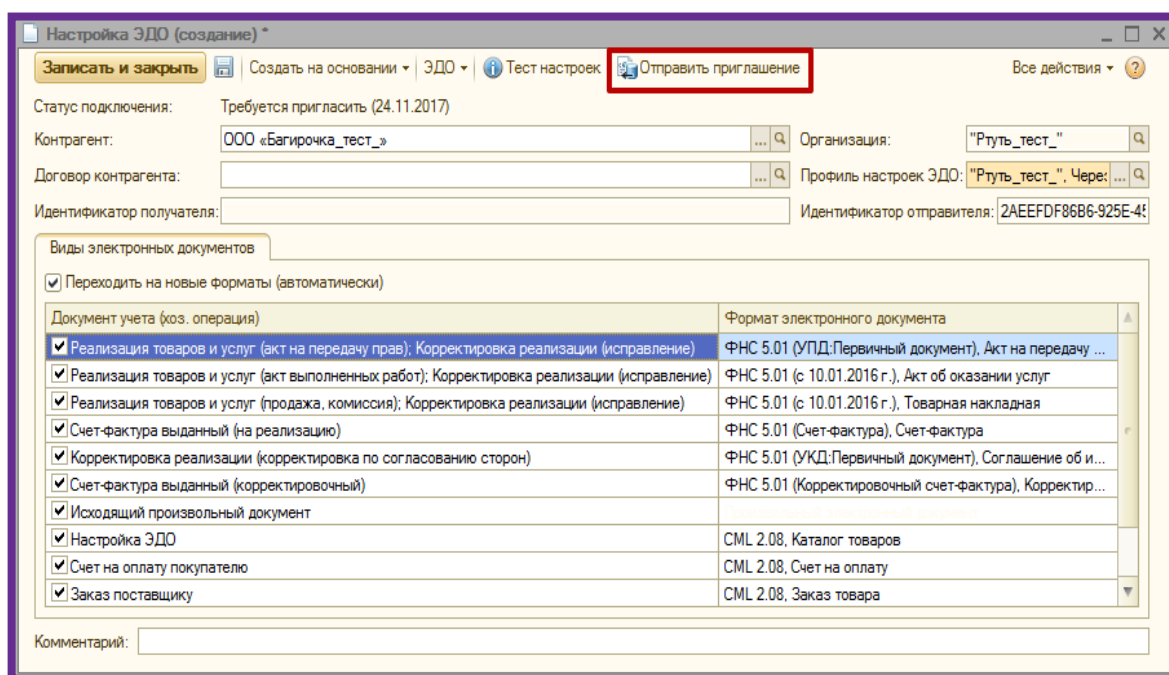 Настройка ЭДО (создание) *
Записать и закрыть Создать на основании ЭДО Тест настроек Отправить приглашение Все действия
Статус подключения: Требуется пригласить (24.11.2017)
Контрагент: ООО «Багирочка_тест_» ... Организация: "Ртуть_тест_"
Договор контрагента: ... Профиль настроек ЭДО: "Ртуть_тест_", Через ...
Идентификатор получателя: Идентификатор отправителя: 2AEEFDF86B6-925E-45
Виды электронных документов
Переходить на новые форматы (автоматически)
Документ учета (хоз. операция) Формат электронного документа
Реализация товаров и услуг (акт на передачу прав); Корректировка реализации (исправление) ФНС 5.01 (УПД:Первичный документ), Акт на передачу ...
Реализация товаров и услуг (акт выполненных работ); Корректировка реализации (исправление) ФНС 5.01 (с 10.01.2016 г.), Акт об оказании услуг
Реализация товаров и услуг (продажа, комиссия); Корректировка реализации (исправление) ФНС 5.01 (с 10.01.2016 г.), Товарная накладная
Счет-фактура выданный (на реализацию) ФНС 5.01 (Счет-фактура), Счет-фактура
Корректировка реализации (корректировка по согласованию сторон) ФНС 5.01 (УКД:Первичный документ), Соглашение об и...
Счет-фактура выданный (корректировочный) ФНС 5.01 (Корректировочный счет-фактура), Корректир...
Исходящий произвольный документ
Настройка ЭДО CML 2.08, Каталог товаров
Счет на оплату покупателю CML 2.08, Счет на оплату
Заказ поставщику CML 2.08, Заказ товара
Комментарий: